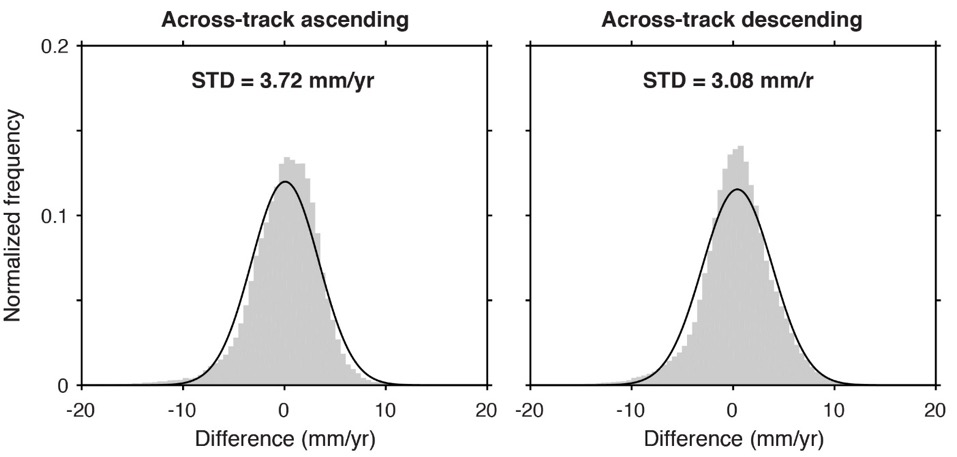 Across-track ascending
Across-track descending
0.2
STD = 3.72 mm/yr
STD = 3.08 mm/r
Normalized frequency
0.1
0
-20
-10
0
10
20
-20
-10
0
10
20
Difference (mm/yr)
Difference (mm/yr)